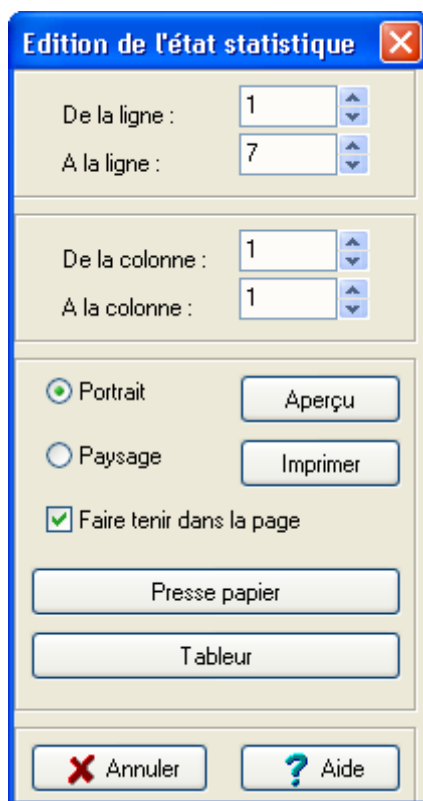 Edition de l'état statistique
De la ligne : 1
A la ligne : 7
De la colonne : 1
A la colonne : 1
Portrait Aperçu
Paysage Imprimer
Faire tenir dans la page
Presse papier
Tableur
Annuler ? Aide